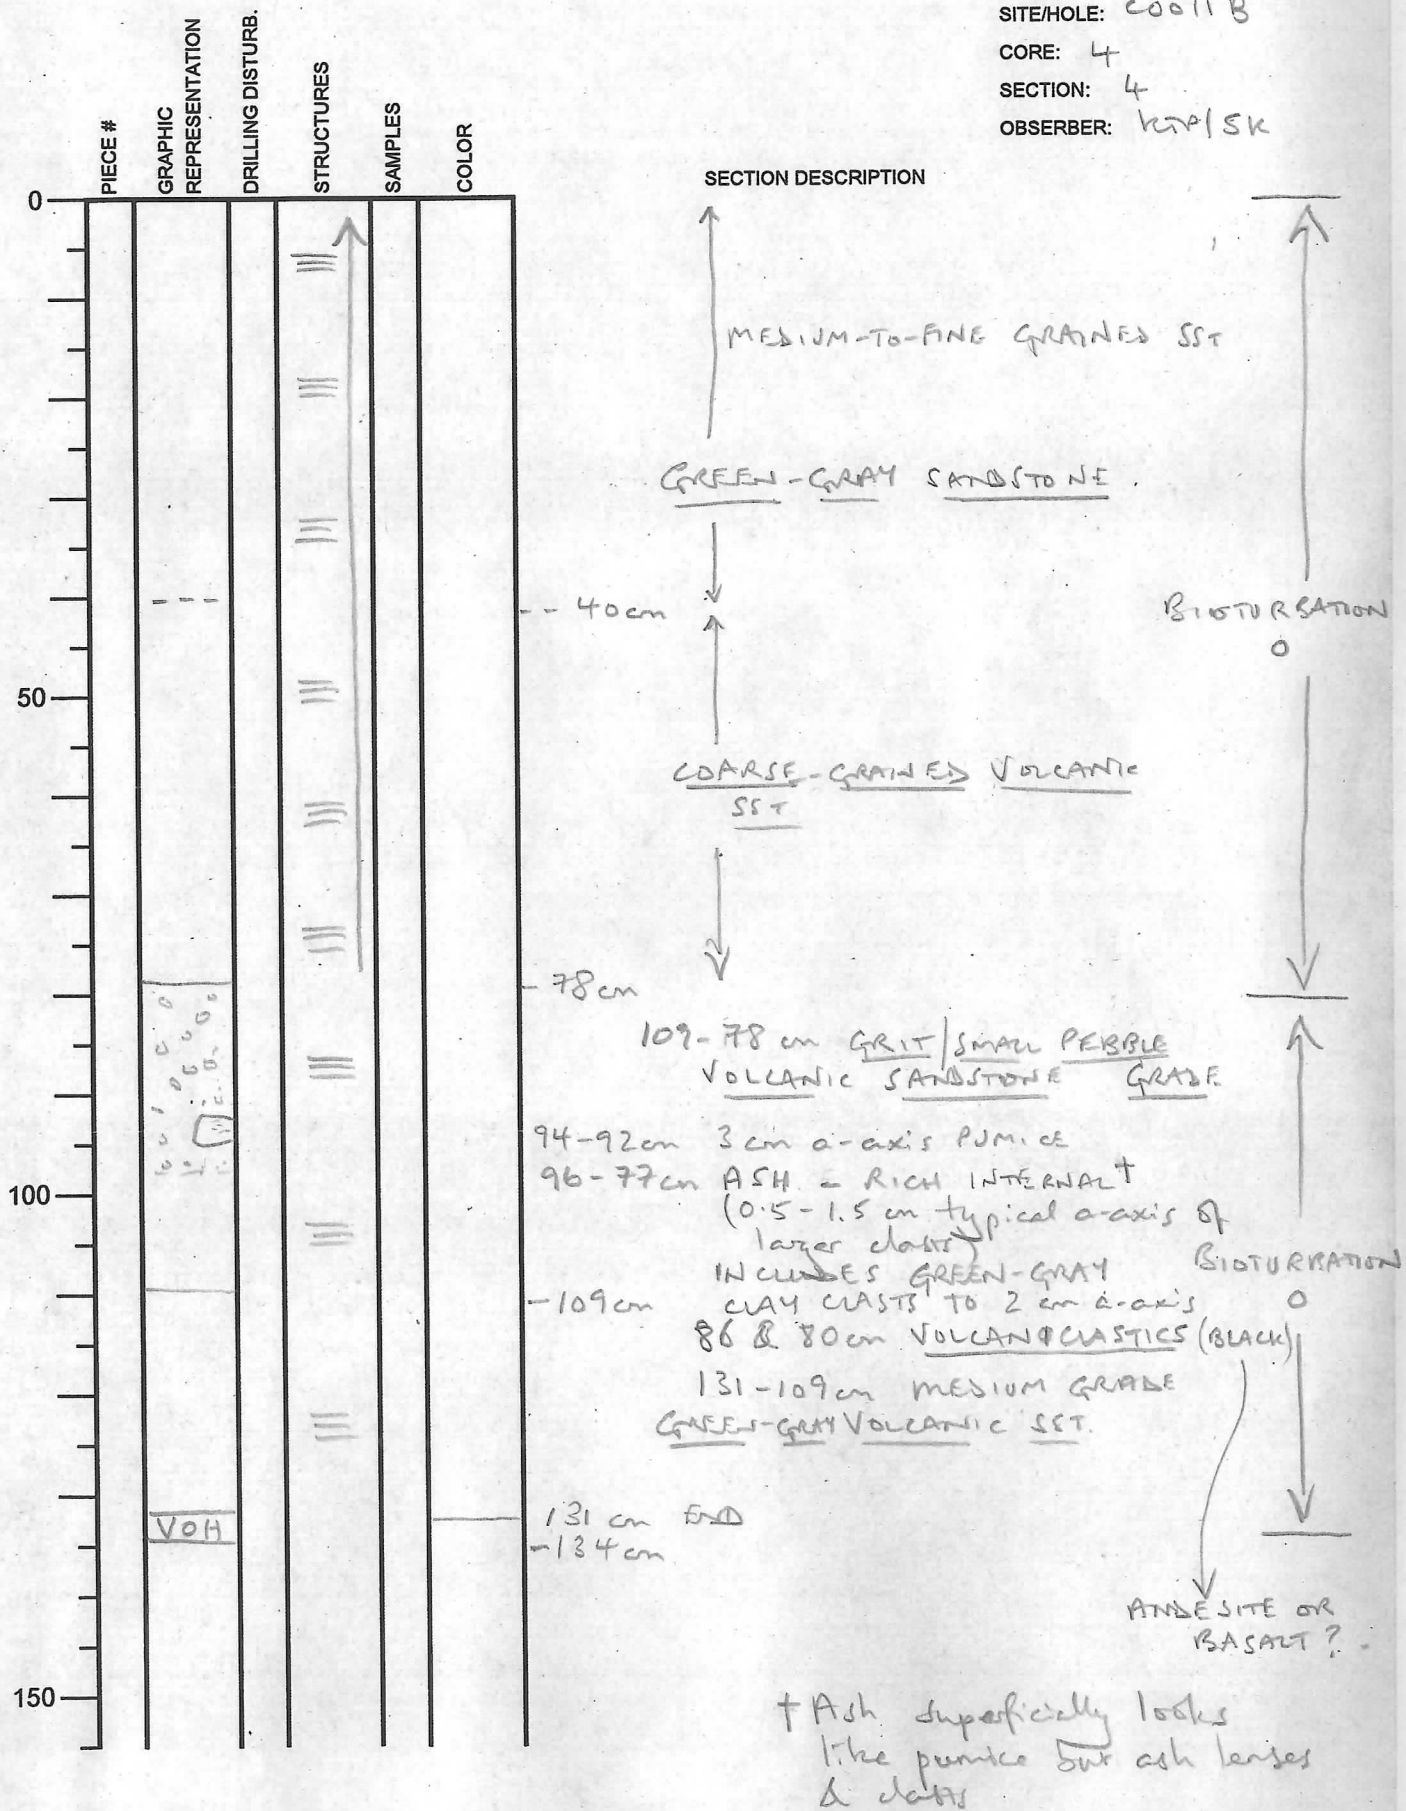 SITE/HOLE: C0011B
CORE: 4
SECTION: 4
OBSERBER: KTP/SK
PIECE #
GRAPHIC
REPRESENTATION
DRILLING DISTURB.
STRUCTURES
SAMPLES
COLOR
SECTION DESCRIPTION
0
MEDIUM-TO-FINE GRAINED SST
GREEN-GRAY SANDSTONE.
-- 40cm
BIOTURBATION
0
50
COARSE-GRAINED VOLCANIC
SST
- 78cm
109-78 cm GRIT/SMALL PEBBLE
VOLCANIC SANDSTONE GRADE
94-92cm 3cm a-axis PUMICE
96-77cm ASH-RICH INTERNAL†
100
(0.5-1.5 cm typical a-axis of
larger clasts)
INCLUDES GREEN-GRAY
BIOTURBATION
0
-109cm CLAY CLASTS TO 2 cm a-axis
86 & 80cm VOLCANICLASTICS (BLACK)
131-109cm MEDIUM GRADE
GREEN-GRAY VOLCANIC SST.
VOH
131 cm END
-134cm
ANDESITE OR
BASALT?
150
† Ash superficially looks
like pumice but ash lenses
& clasts